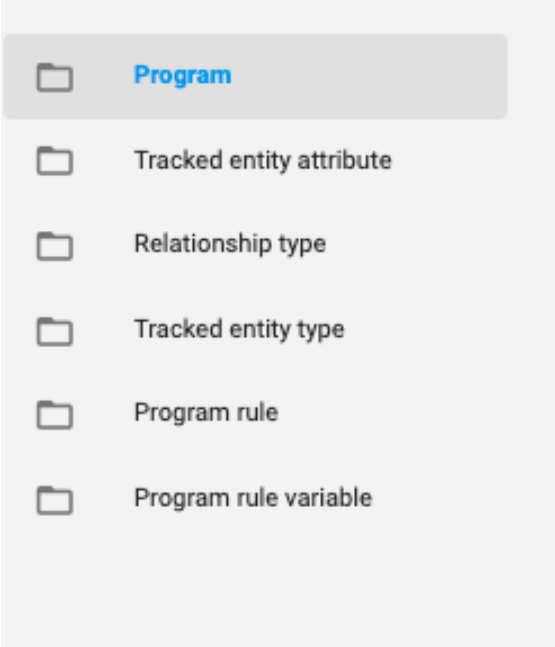 Program
Tracked entity attribute
Relationship type
Tracked entity type
Program rule
Program rule variable